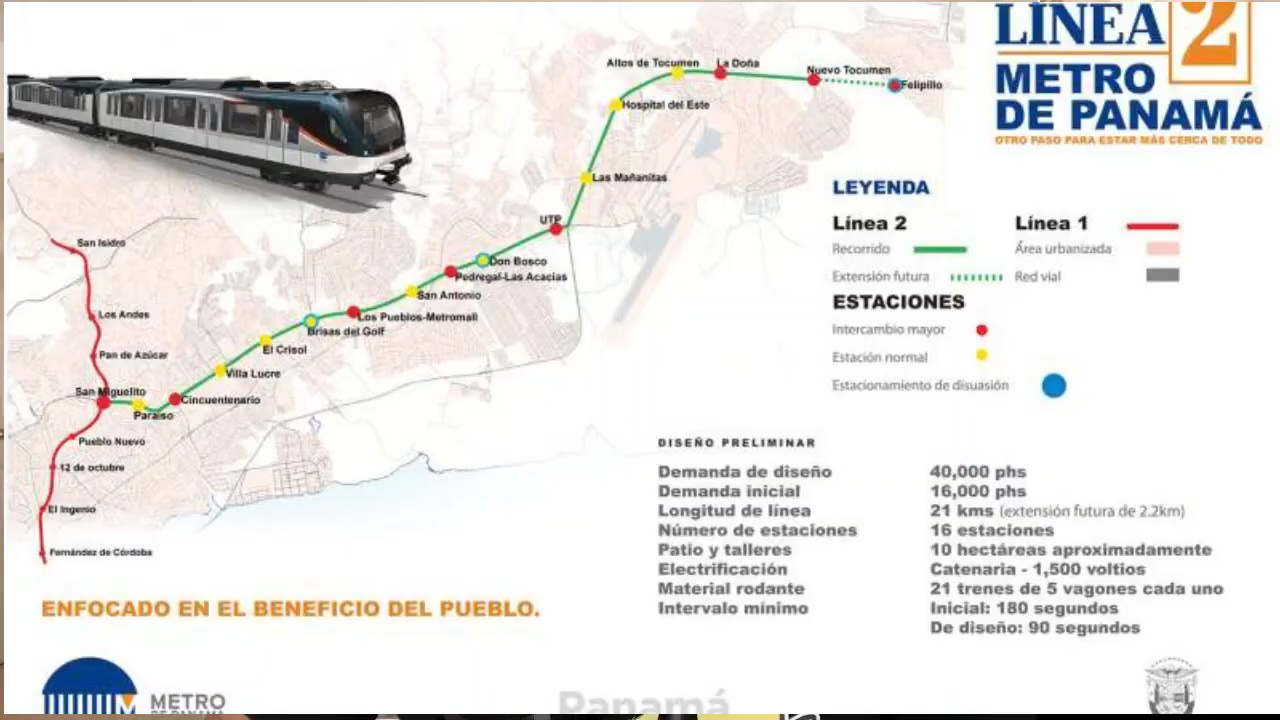 LÍNEA 2
METRO
DE PANAMÁ
OTRO PASO PARA ESTAR MÁS CERCA DE TODO
Altos de Tocumen
La Doña
Nuevo Tocumen
Felipillo
Hospital del Este
Las Mañanitas
UTP
Don Bosco
Pedregal-Las Acacias
San Antonio
Los Pueblos-Metromall
Brisas del Golf
El Crisol
Villa Lucre
Cincuentenario
Paraíso
San Isidro
Los Andes
Pan de Azúcar
San Miguelito
Pueblo Nuevo
12 de octubre
El Ingenio
Fernández de Córdoba
LEYENDA
Línea 2
Línea 1
Recorrido
Área urbanizada
Extensión futura
Red vial
ESTACIONES
Intercambio mayor
Estación normal
Estacionamiento de disuasión
DISEÑO PRELIMINAR
Demanda de diseño 40,000 phs
Demanda inicial 16,000 phs
Longitud de línea 21 kms (extensión futura de 2.2km)
Número de estaciones 16 estaciones
Patio y talleres 10 hectáreas aproximadamente
Electrificación Catenaria - 1,500 voltios
Material rodante 21 trenes de 5 vagones cada uno
Intervalo mínimo Inicial: 180 segundos
De diseño: 90 segundos
ENFOCADO EN EL BENEFICIO DEL PUEBLO.
METRO
DE PANAMÁ
Panamá